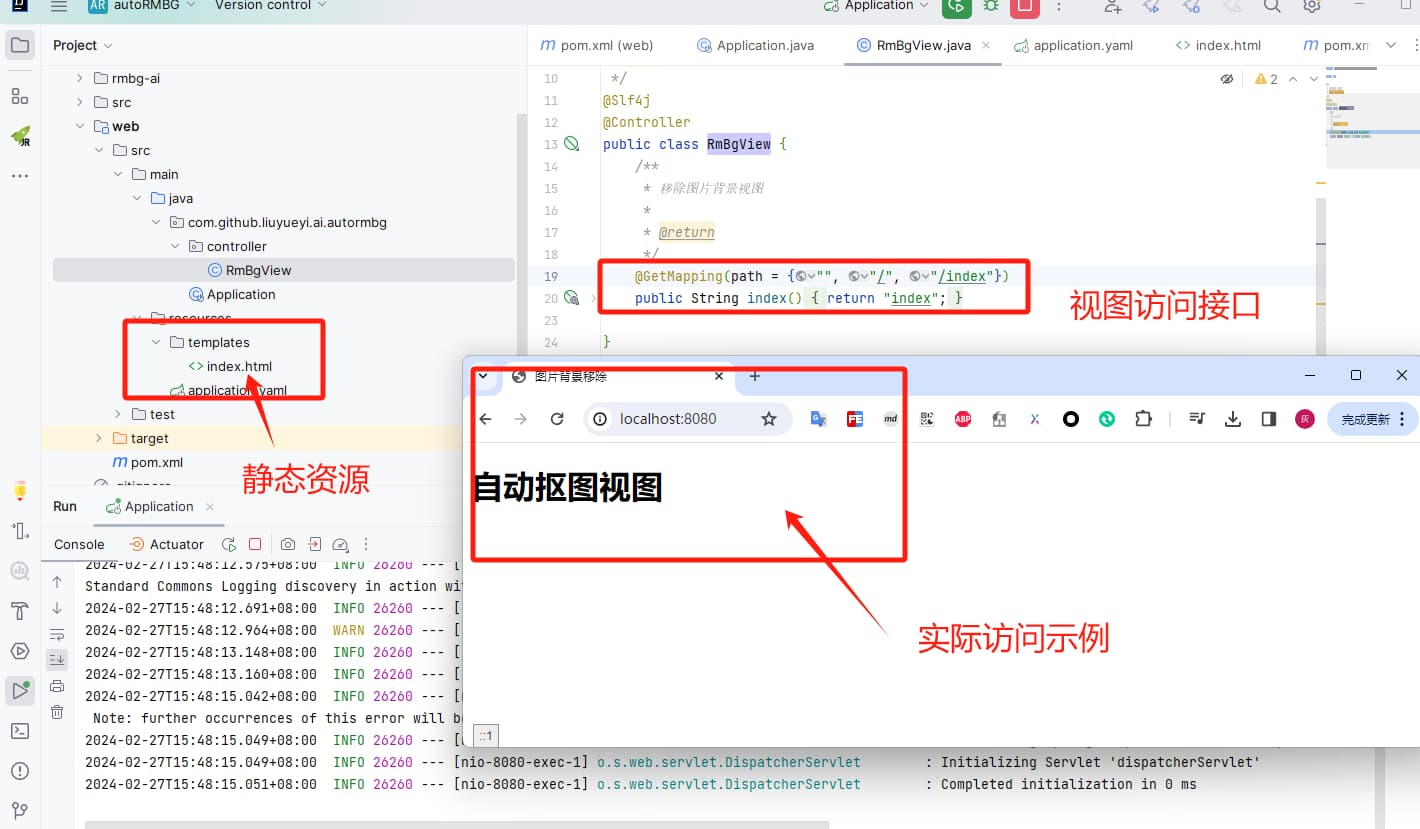 AR autoRMBG Version control Application
Project
pom.xml (web) Application.java RmBgView.java application.yaml index.html
rmbg-ai
src
web
src
main
java
com.github.liuyueyi.ai.autormbg
controller
RmBgView
Application
resources
templates
index.html
application.yaml
test
target
pom.xml
.gitignore
静态资源
10 */
11 @Slf4j
12 @Controller
13 public class RmBgView {
14 /**
15 * 移除图片背景视图
16 *
17 * @return
18 */
19 @GetMapping(path = {"", "/", "/index"})
20 public String index() { return "index"; }
23
24 }
2
视图访问接口
图片背景移除
localhost:8080
完成更新
自动抠图视图
实际访问示例
::1
Run Application
Console Actuator
2024-02-27T15:48:12.575+08:00 INFO 26260 --- [
Standard Commons Logging discovery in action wi
2024-02-27T15:48:12.691+08:00 INFO 26260 --- [
2024-02-27T15:48:12.964+08:00 WARN 26260 --- [
2024-02-27T15:48:13.148+08:00 INFO 26260 --- [
2024-02-27T15:48:13.160+08:00 INFO 26260 --- [
2024-02-27T15:48:15.042+08:00 INFO 26260 --- [
Note: further occurrences of this error will b
2024-02-27T15:48:15.049+08:00 INFO 26260 --- [
2024-02-27T15:48:15.049+08:00 INFO 26260 --- [nio-8080-exec-1] o.s.web.servlet.DispatcherServlet : Initializing Servlet 'dispatcherServlet'
2024-02-27T15:48:15.051+08:00 INFO 26260 --- [nio-8080-exec-1] o.s.web.servlet.DispatcherServlet : Completed initialization in 0 ms